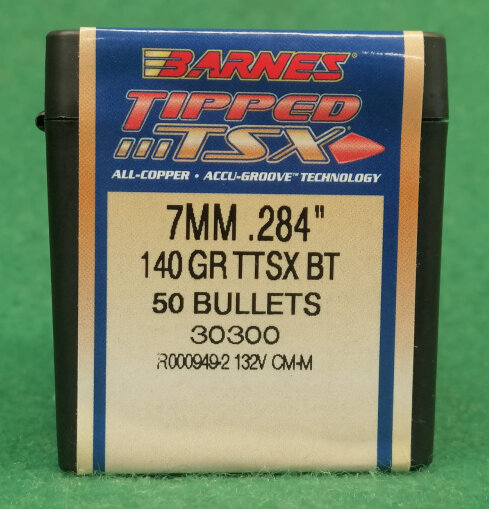 BARNES
TIPPED
TSX
ALL-COPPER • ACCU-GROOVE™ TECHNOLOGY
7MM .284"
140 GR TTSX BT
50 BULLETS
30300
R000949-2 132V CM-M